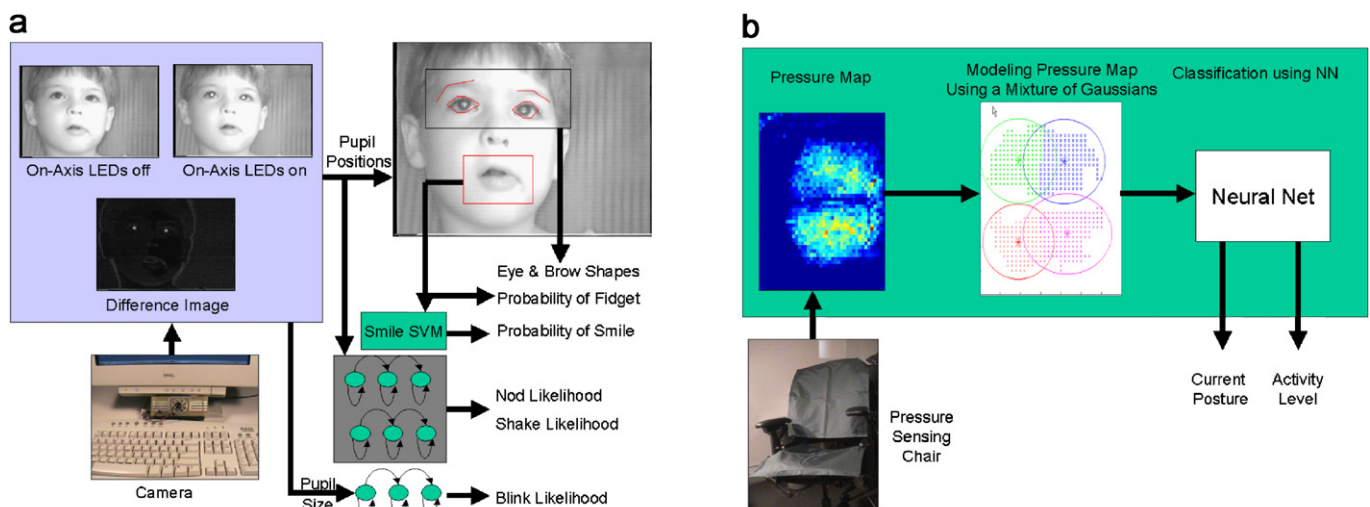 a
On-Axis LEDs off
On-Axis LEDs on
Difference Image
Camera
Pupil
Positions
Eye & Brow Shapes
Probability of Fidget
Smile SVM
Probability of Smile
Nod Likelihood
Shake Likelihood
Pupil
Size
Blink Likelihood
b
Pressure Map
Modeling Pressure Map
Using a Mixture of Gaussians
Classification using NN
Neural Net
Current
Posture
Activity
Level
Pressure
Sensing
Chair